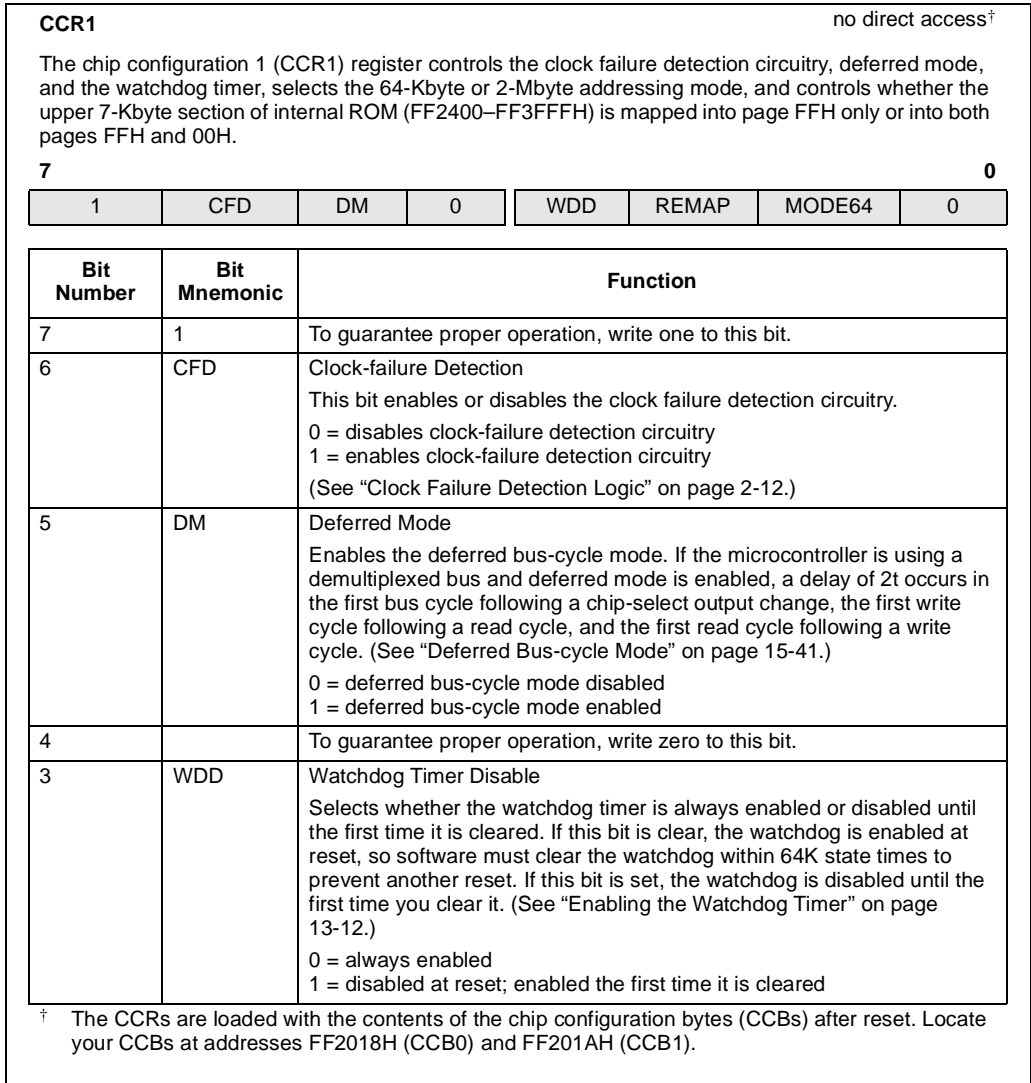 CCR1 no direct access†
The chip configuration 1 (CCR1) register controls the clock failure detection circuitry, deferred mode,
and the watchdog timer, selects the 64-Kbyte or 2-Mbyte addressing mode, and controls whether the
upper 7-Kbyte section of internal ROM (FF2400–FF3FFFH) is mapped into page FFH only or into both
pages FFH and 00H.
7 0
1 CFD DM 0 WDD REMAP MODE64 0
Bit Number Bit Mnemonic Function
7 1 To guarantee proper operation, write one to this bit.
6 CFD Clock-failure Detection
This bit enables or disables the clock failure detection circuitry.
0 = disables clock-failure detection circuitry
1 = enables clock-failure detection circuitry
(See “Clock Failure Detection Logic” on page 2-12.)
5 DM Deferred Mode
Enables the deferred bus-cycle mode. If the microcontroller is using a
demultiplexed bus and deferred mode is enabled, a delay of 2t occurs in
the first bus cycle following a chip-select output change, the first write
cycle following a read cycle, and the first read cycle following a write
cycle. (See “Deferred Bus-cycle Mode” on page 15-41.)
0 = deferred bus-cycle mode disabled
1 = deferred bus-cycle mode enabled
4 To guarantee proper operation, write zero to this bit.
3 WDD Watchdog Timer Disable
Selects whether the watchdog timer is always enabled or disabled until
the first time it is cleared. If this bit is clear, the watchdog is enabled at
reset, so software must clear the watchdog within 64K state times to
prevent another reset. If this bit is set, the watchdog is disabled until the
first time you clear it. (See “Enabling the Watchdog Timer” on page
13-12.)
0 = always enabled
1 = disabled at reset; enabled the first time it is cleared
† The CCRs are loaded with the contents of the chip configuration bytes (CCBs) after reset. Locate
your CCBs at addresses FF2018H (CCB0) and FF201AH (CCB1).